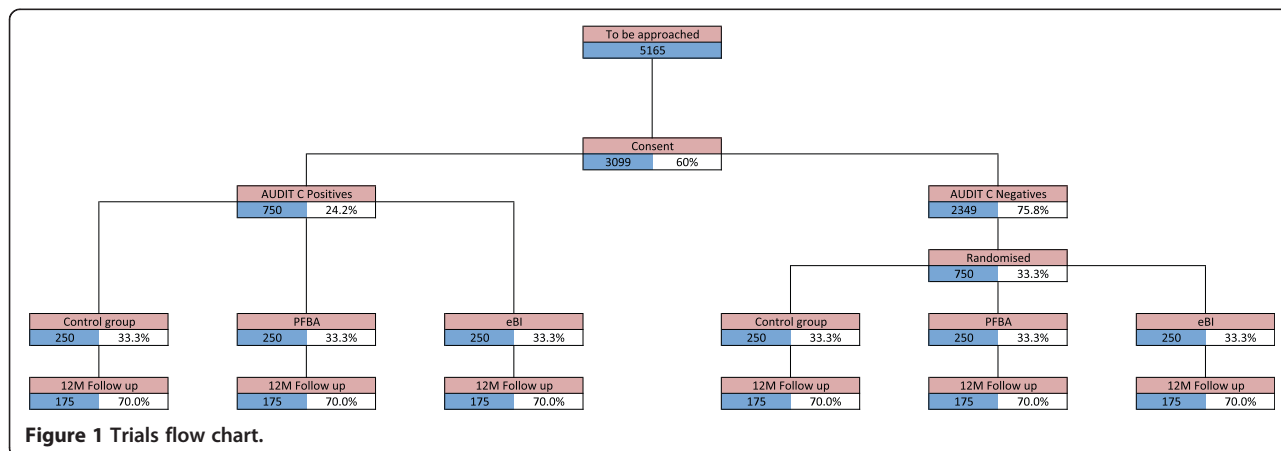 To be approached
5165
Consent
3099 60%
AUDIT C Positives
750 24.2%
AUDIT C Negatives
2349 75.8%
Randomised
750 33.3%
Control group
250 33.3%
PFBA
250 33.3%
eBI
250 33.3%
Control group
250 33.3%
PFBA
250 33.3%
eBI
250 33.3%
12M Follow up
175 70.0%
12M Follow up
175 70.0%
12M Follow up
175 70.0%
12M Follow up
175 70.0%
12M Follow up
175 70.0%
12M Follow up
175 70.0%
Figure 1 Trials flow chart.